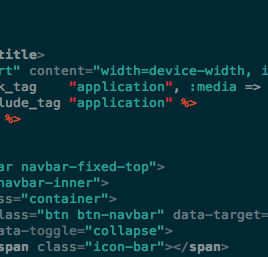 title>
rt" content="width=device-width, i
k_tag    "application", :media =>
lude_tag "application" %>
%>
ar navbar-fixed-top">
navbar-inner">
ss="container">
lass="btn btn-navbar" data-target=
ata-toggle="collapse">
span class="icon-bar"></span>